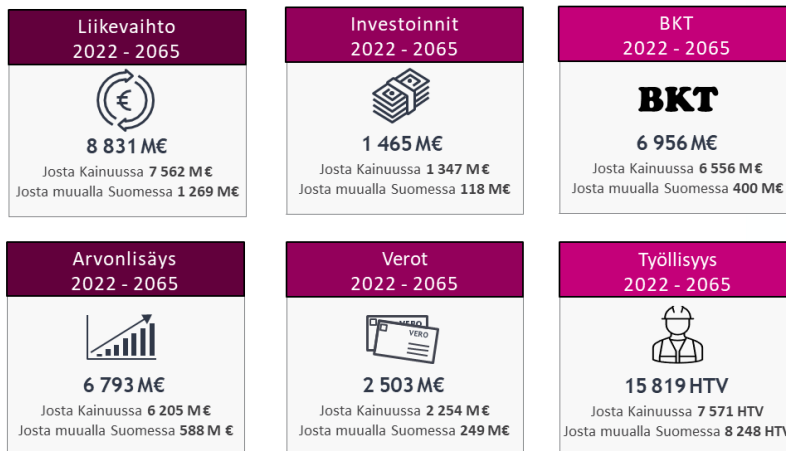 Liikevaihto
2022 - 2065
8 831 M€
Josta Kainuussa 7 562 M €
Josta muualla Suomessa 1 269 M€
Investoinnit
2022 - 2065
1 465 M€
Josta Kainuussa 1 347 M €
Josta muualla Suomessa 118 M€
BKT
2022 - 2065
BKT
6 956 M€
Josta Kainuussa 6 556 M €
Josta muualla Suomessa 400 M€
Arvonlisäys
2022 - 2065
6 793 M€
Josta Kainuussa 6 205 M €
Josta muualla Suomessa 588 M €
Verot
2022 - 2065
VERO
VERO
2 503 M€
Josta Kainuussa 2 254 M €
Josta muualla Suomessa 249 M€
Työllisyys
2022 - 2065
15 819 HTV
Josta Kainuussa 7 571 HTV
Josta muualla Suomessa 8 248 HTV